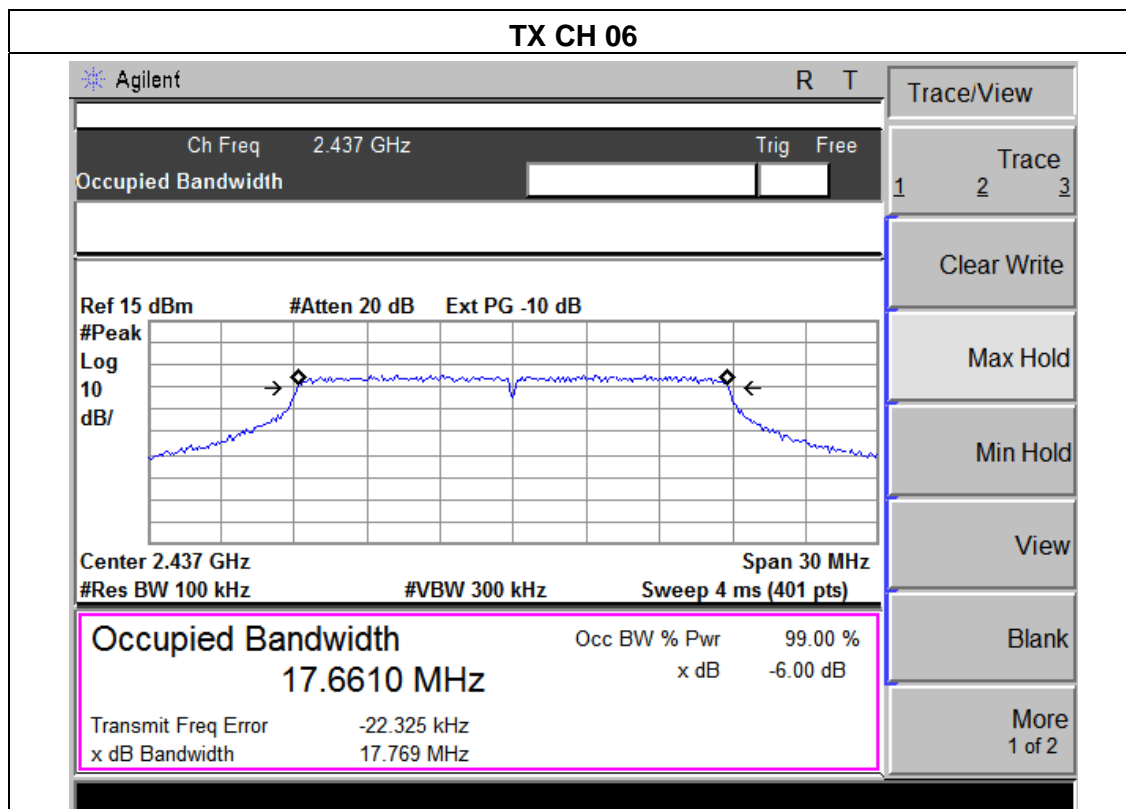 TX CH 06
Agilent R T
Trace/View
Ch Freq 2.437 GHz Trig Free
Occupied Bandwidth
Trace
1 2 3
Clear Write
Ref 15 dBm #Atten 20 dB Ext PG -10 dB
#Peak
Log
10
dB/
Max Hold
Min Hold
View
Center 2.437 GHz Span 30 MHz
#Res BW 100 kHz #VBW 300 kHz Sweep 4 ms (401 pts)
Occupied Bandwidth Occ BW % Pwr 99.00 %
17.6610 MHz x dB -6.00 dB
Blank
Transmit Freq Error -22.325 kHz
x dB Bandwidth 17.769 MHz
More
1 of 2